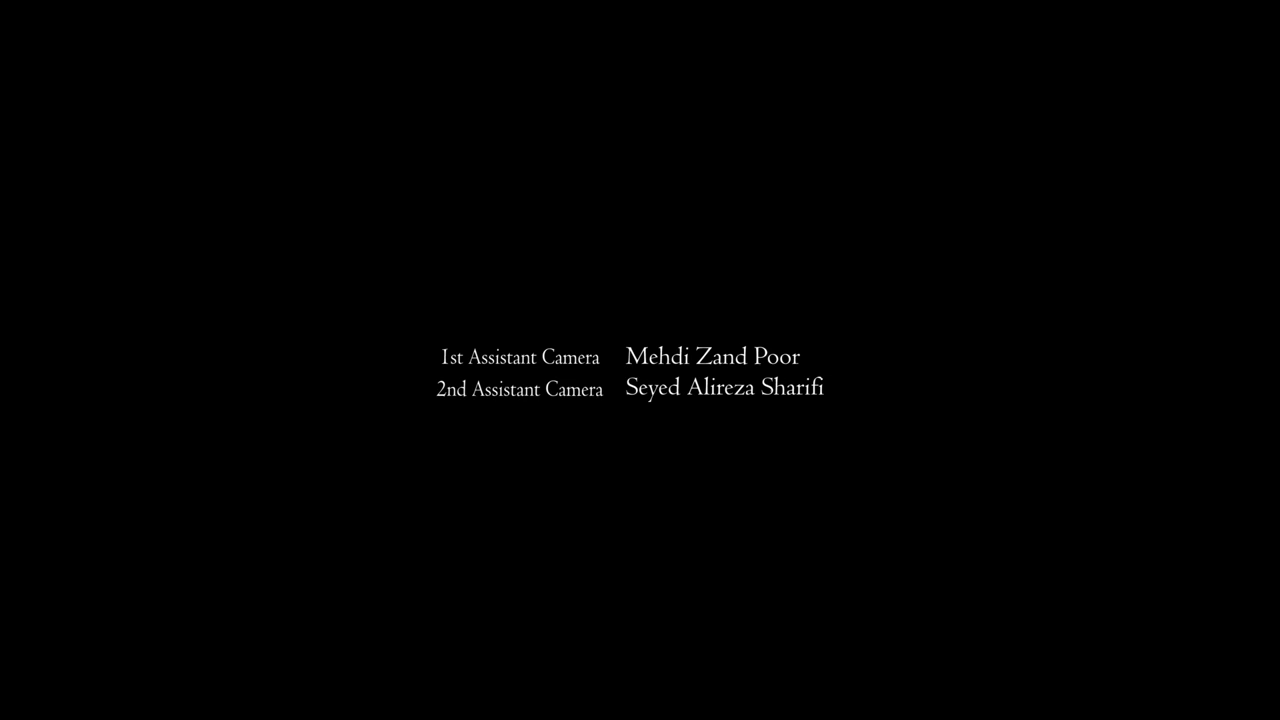 1st Assistant Camera Mehdi Zand Poor
2nd Assistant Camera Seyed Alireza Sharifi